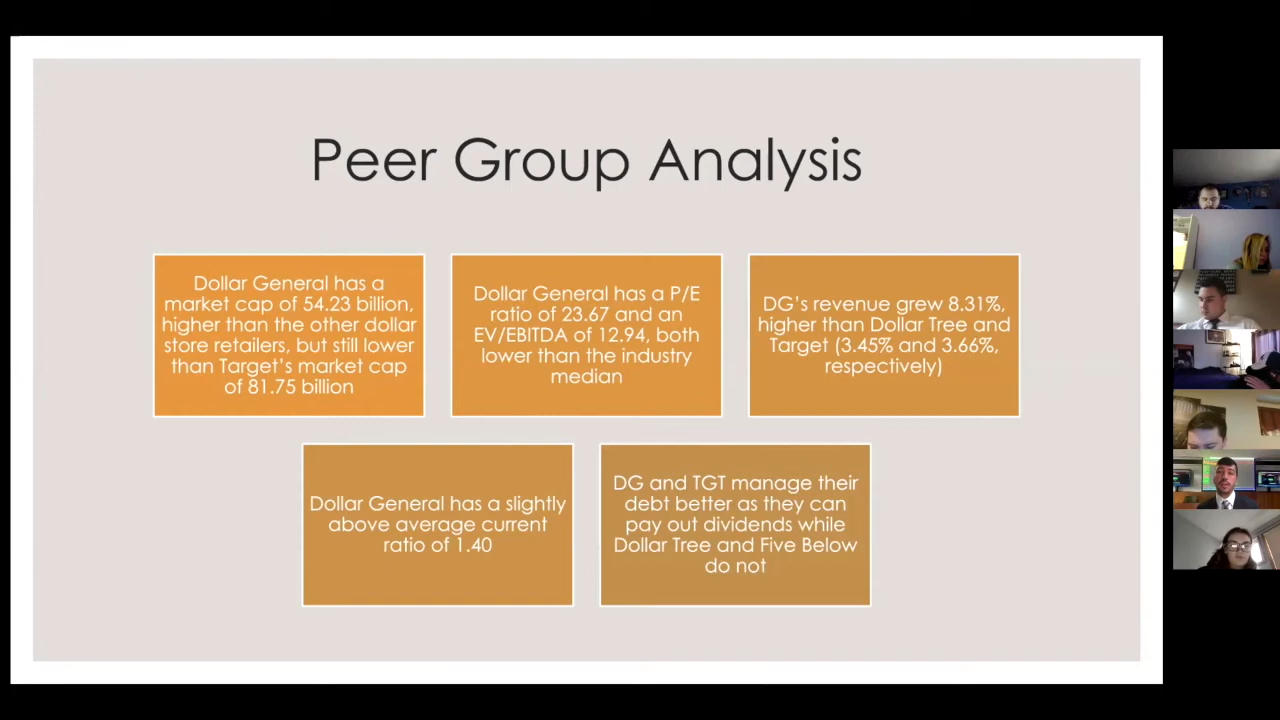 Peer Group Analysis
Dollar General has a
market cap of 54.23 billion,
higher than the other dollar
store retailers, but still lower
than Target's market cap
of 81.75 billion
Dollar General has a P/E
ratio of 23.67 and an
EV/EBITDA of 12.94, both
lower than the industry
median
DG's revenue grew 8.31%,
higher than Dollar Tree and
Target (3.45% and 3.66%,
respectively)
Dollar General has a slightly
above average current
ratio of 1.40
DG and TGT manage their
debt better as they can
pay out dividends while
Dollar Tree and Five Below
do not